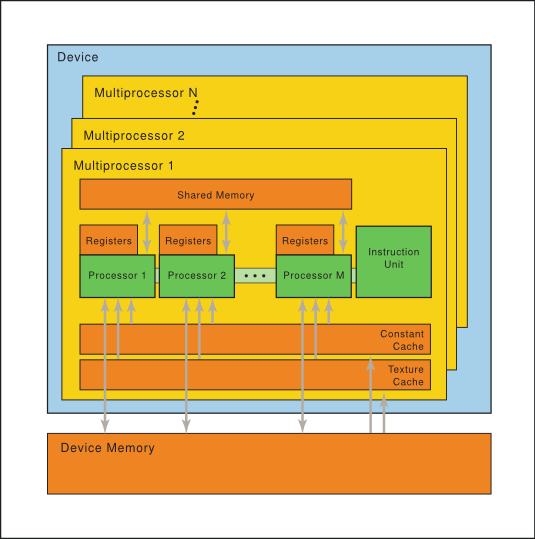 Device
Multiprocessor N
Multiprocessor 2
Multiprocessor 1
Shared Memory
Registers
Registers
Registers
Instruction
Unit
Processor 1
Processor 2
Processor M
Constant
Cache
Texture
Cache
Device Memory